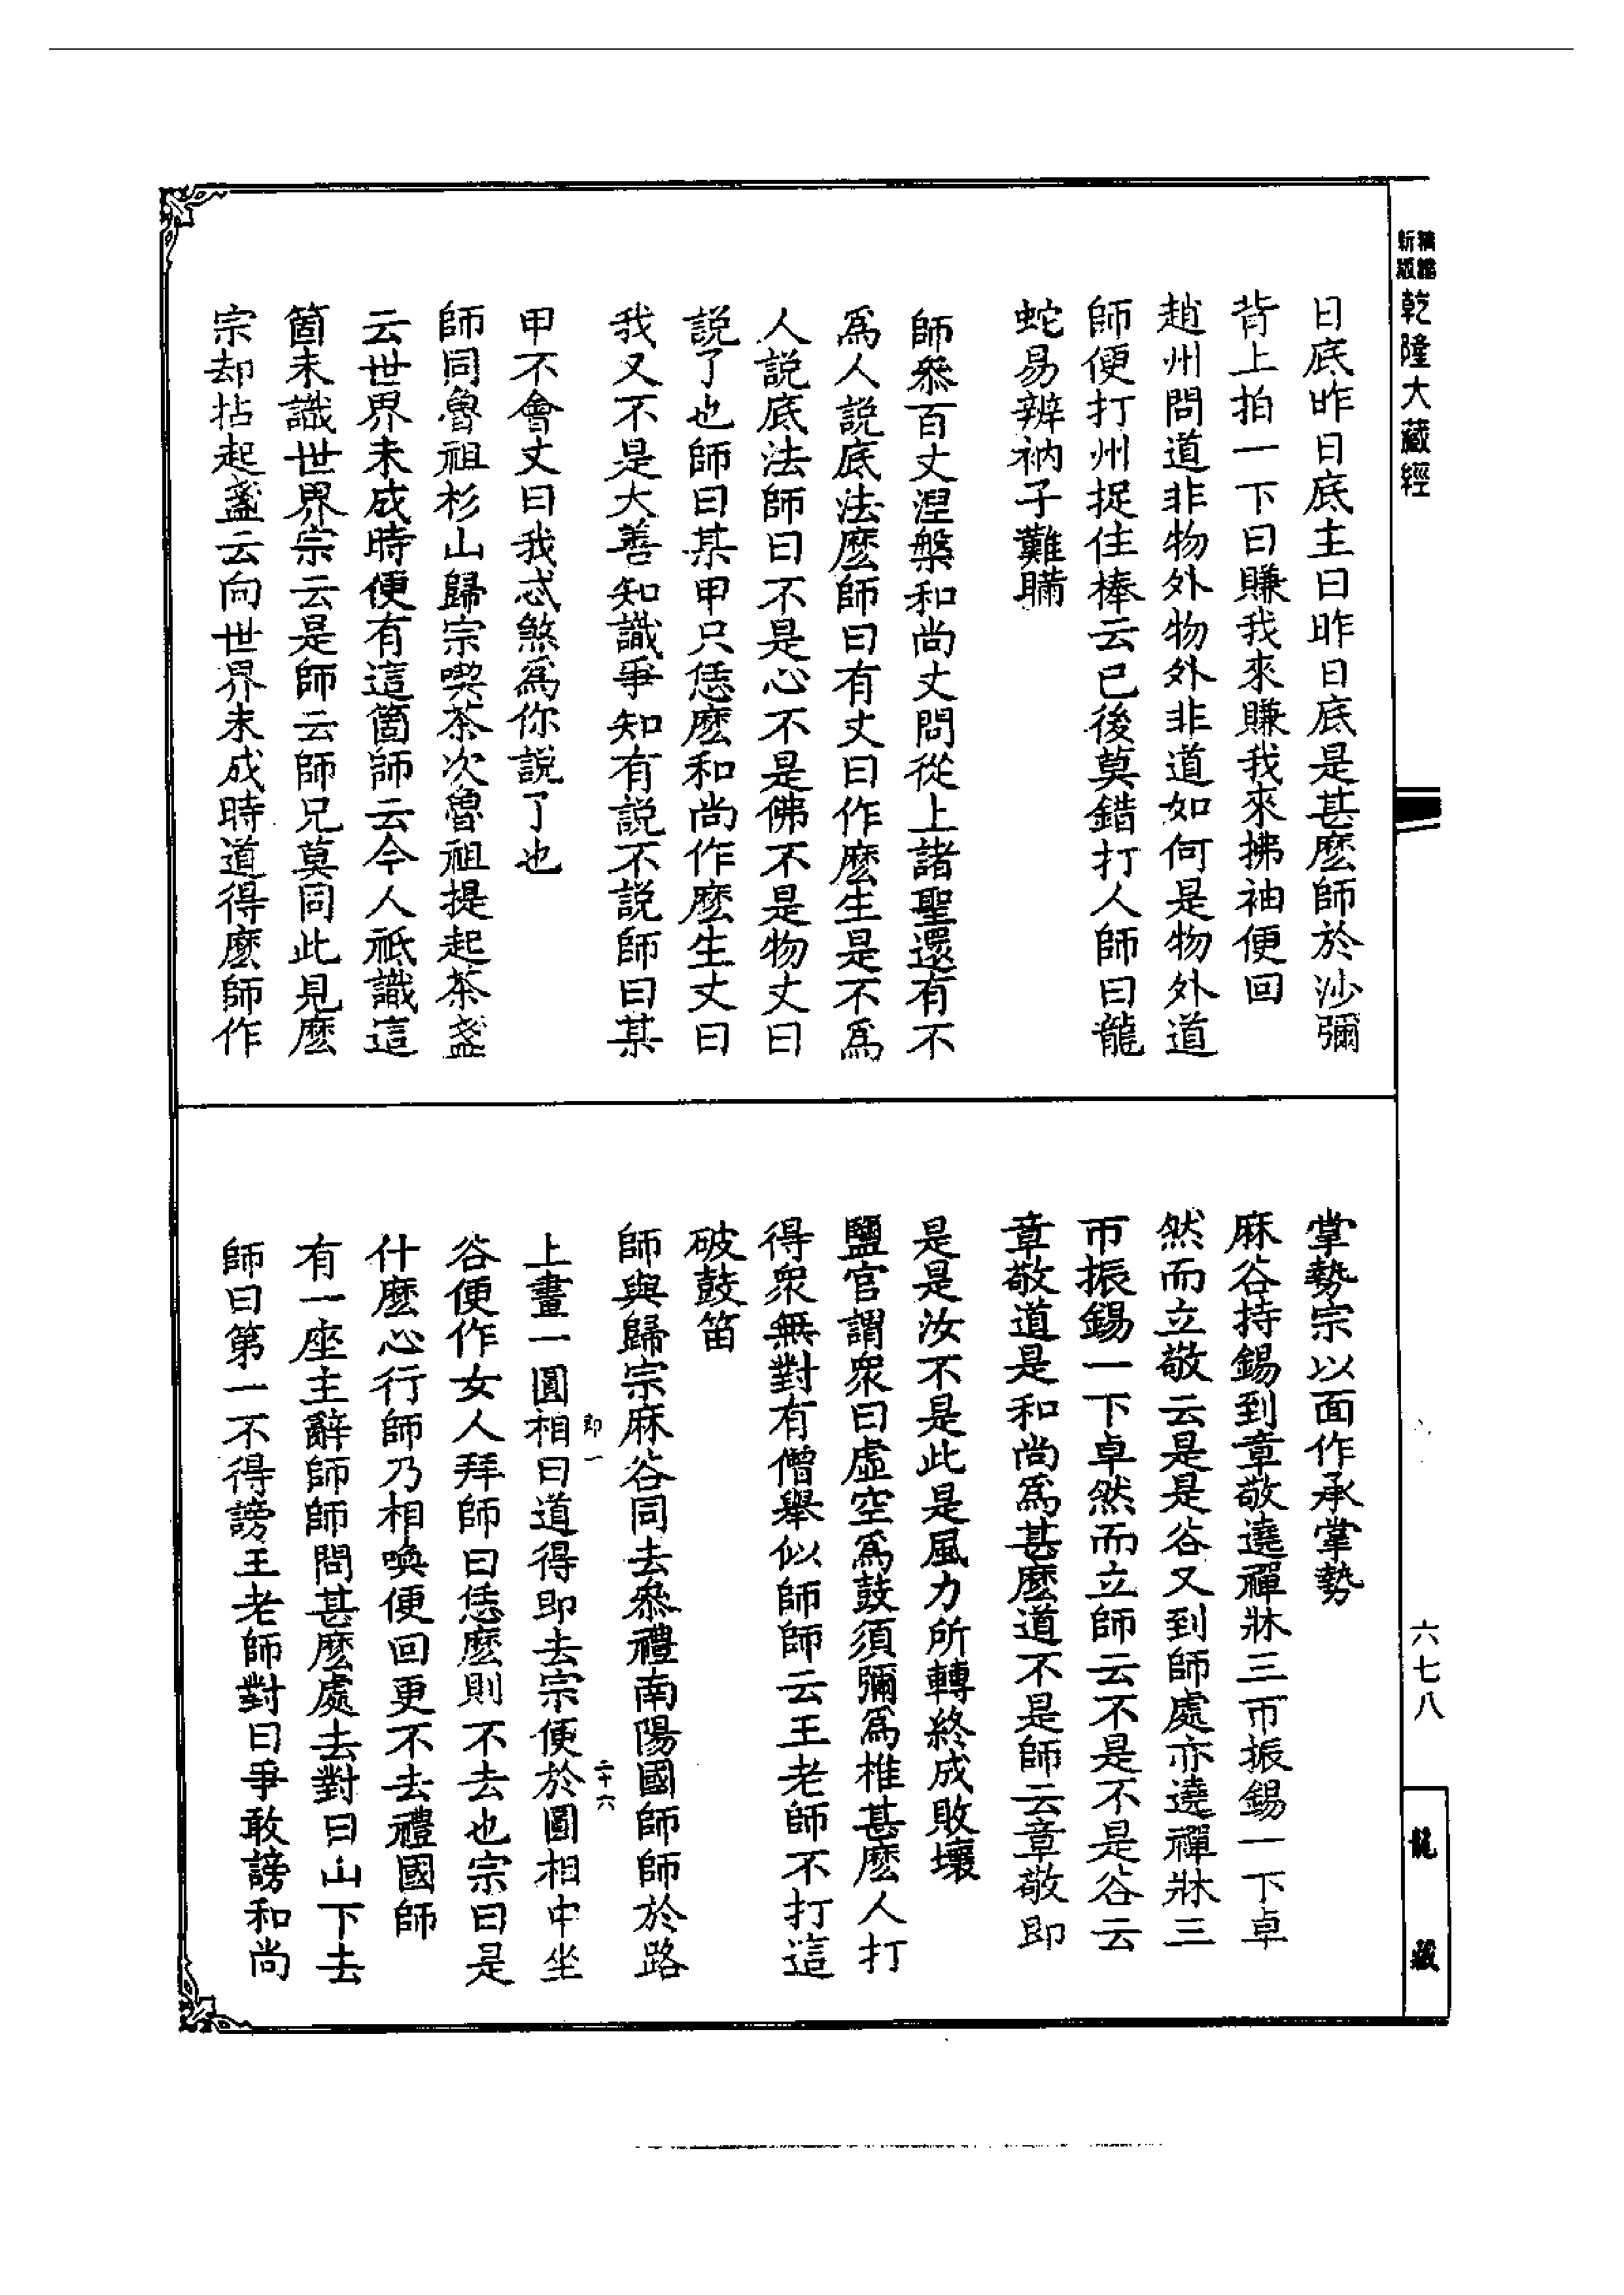 精縮新版乾隆大藏經
日底昨日底主曰昨日底是甚麽師於沙彌
背上拍一下曰賺我來賺我來拂袖便回
趙州問道非物外物外非道如何是物外道
師便打州捉住棒云已後莫錯打人師曰龍
蛇易辨衲子難瞞
師叅百丈涅槃和尚丈問從上諸聖還有不
爲人說底法麽師曰有丈曰作麽生是不爲
人說底法師曰不是心不是佛不是物丈曰
說了也師曰某甲只恁麽和尚作麽生丈曰
我又不是大善知識爭知有說不說師曰某
甲不會丈曰我忒煞爲你說了也
師同魯祖杉山歸宗喫茶次魯祖提起茶盞
云世界未成時便有這箇師云今人祇識這
箇未識世界宗云是師云師兄莫同此見麽
宗却拈起盞云向世界未成時道得麽師作
掌勢宗以面作承掌勢
麻谷持錫到章敬遶禪牀三帀振錫一下卓
然而立敬云是是谷又到師處亦遶禪牀三
帀振錫一下卓然而立師云不是不是谷云
章敬道是和尚爲甚麽道不是師云章敬即
是是汝不是此是風力所轉終成敗壞
鹽官謂衆曰虛空爲鼓須彌爲椎甚麽人打
得衆無對有僧舉似師師云王老師不打這
破鼓笛
師與歸宗麻谷同去叅禮南陽國師師於路
即一
二十六
上畫一圓相曰道得即去宗便於圓相中坐
谷便作女人拜師曰恁麽則不去也宗曰是
什麽心行師乃相喚便回更不去禮國師
有一座主辭師師問甚麽處去對曰山下去
師曰第一不得謗王老師對曰爭敢謗和尚
六七八
龍藏